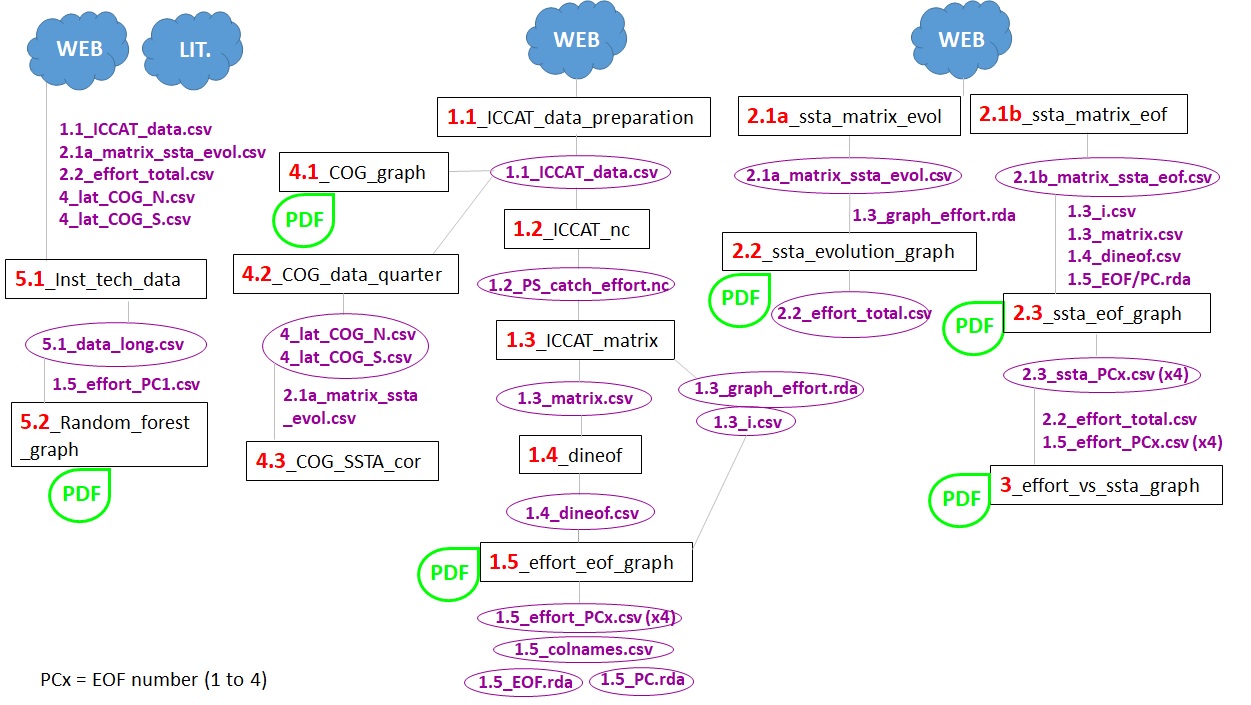 WEB
LIT.
1.1_ICCAT_data.csv
2.1a_matrix_ssta_evol.csv
2.2_effort_total.csv
4_lat_COG_N.csv
4_lat_COG_S.csv
5.1_Inst_tech_data
5.1_data_long.csv
1.5_effort_PC1.csv
5.2_Random_forest
_graph
PDF
4.1_COG_graph
PDF
4.2_COG_data_quarter
4_lat_COG_N.csv
4_lat_COG_S.csv
2.1a_matrix_ssta
_evol.csv
4.3_COG_SSTA_cor
WEB
1.1_ICCAT_data_preparation
1.1_ICCAT_data.csv
1.2_ICCAT_nc
1.2_PS_catch_effort.nc
1.3_ICCAT_matrix
1.3_matrix.csv
1.3_graph_effort.rda
1.3_i.csv
1.4_dineof
1.4_dineof.csv
1.5_effort_eof_graph
PDF
1.5_effort_PCx.csv (x4)
1.5_colnames.csv
1.5_EOF.rda
1.5_PC.rda
WEB
2.1a_ssta_matrix_evol
2.1a_matrix_ssta_evol.csv
1.3_graph_effort.rda
2.2_ssta_evolution_graph
PDF
2.2_effort_total.csv
2.1b_ssta_matrix_eof
2.1b_matrix_ssta_eof.csv
1.3_i.csv
1.3_matrix.csv
1.4_dineof.csv
1.5_EOF/PC.rda
2.3_ssta_eof_graph
PDF
2.3_ssta_PCx.csv (x4)
2.2_effort_total.csv
1.5_effort_PCx.csv (x4)
3_effort_vs_ssta_graph
PDF
PCx = EOF number (1 to 4)